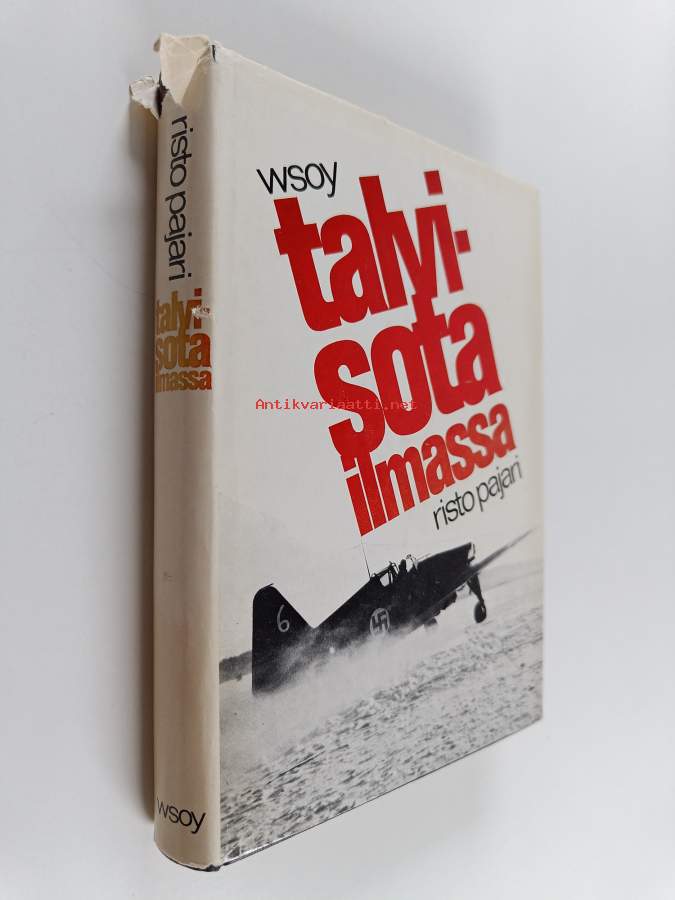 risto pajari
talvi-
sota
ilmassa
wsoy
wsoy
talvi-
sota
ilmassa
risto pajari
6
Antikvariaatti.net